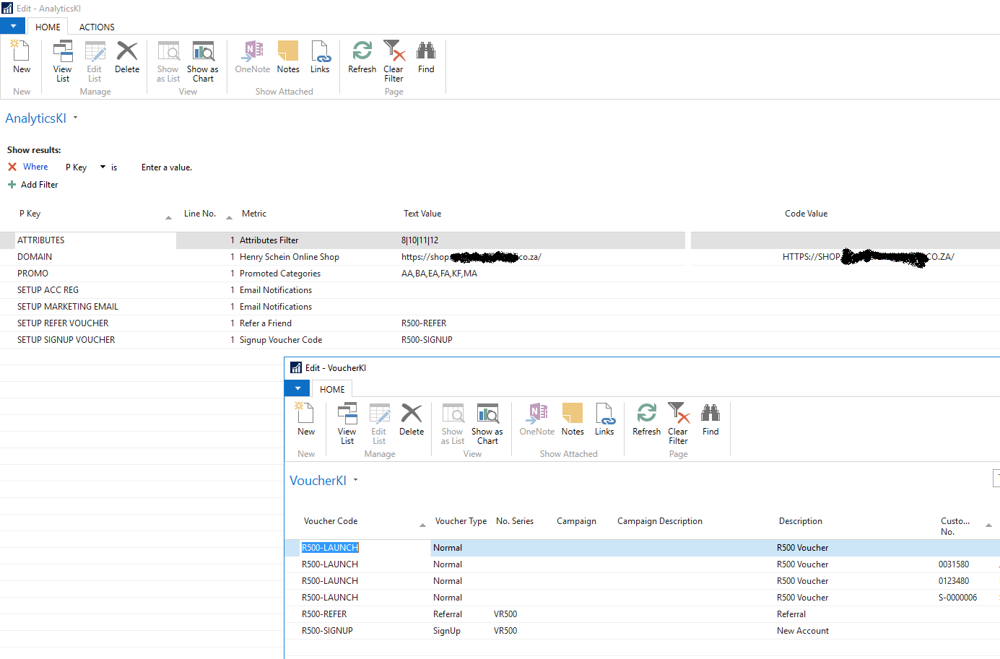 Edit - AnalyticsKI
HOME ACTIONS
New View List Edit List Delete Show as List Show as Chart OneNote Notes Links Refresh Clear Filter Find
New Manage View Show Attached Page
AnalyticsKI
Show results:
Where P Key is Enter a value.
Add Filter
P Key Line No. Metric Text Value Code Value
ATTRIBUTES 1 Attributes Filter 8|10|11|12
DOMAIN 1 Henry Schein Online Shop https://shop. co.za/ HTTPS://SHOP. CO.ZA/
PROMO 1 Promoted Categories AA,BA,EA,FA,KF,MA
SETUP ACC REG 1 Email Notifications
SETUP MARKETING EMAIL 1 Email Notifications
SETUP REFER VOUCHER 1 Refer a Friend R500-REFER
SETUP SIGNUP VOUCHER 1 Signup Voucher Code R500-SIGNUP
Edit - VoucherKI
HOME
New View List Edit List Delete Show as List Show as Chart OneNote Notes Links Refresh Clear Filter Find
New Manage View Show Attached Page
VoucherKI
Voucher Code Voucher Type No. Series Campaign Campaign Description Description Custo... No.
R500-LAUNCH Normal R500 Voucher
R500-LAUNCH Normal R500 Voucher 0031580
R500-LAUNCH Normal R500 Voucher 0123480
R500-LAUNCH Normal R500 Voucher S-0000006
R500-REFER Referral VR500 Referral
R500-SIGNUP SignUp VR500 New Account